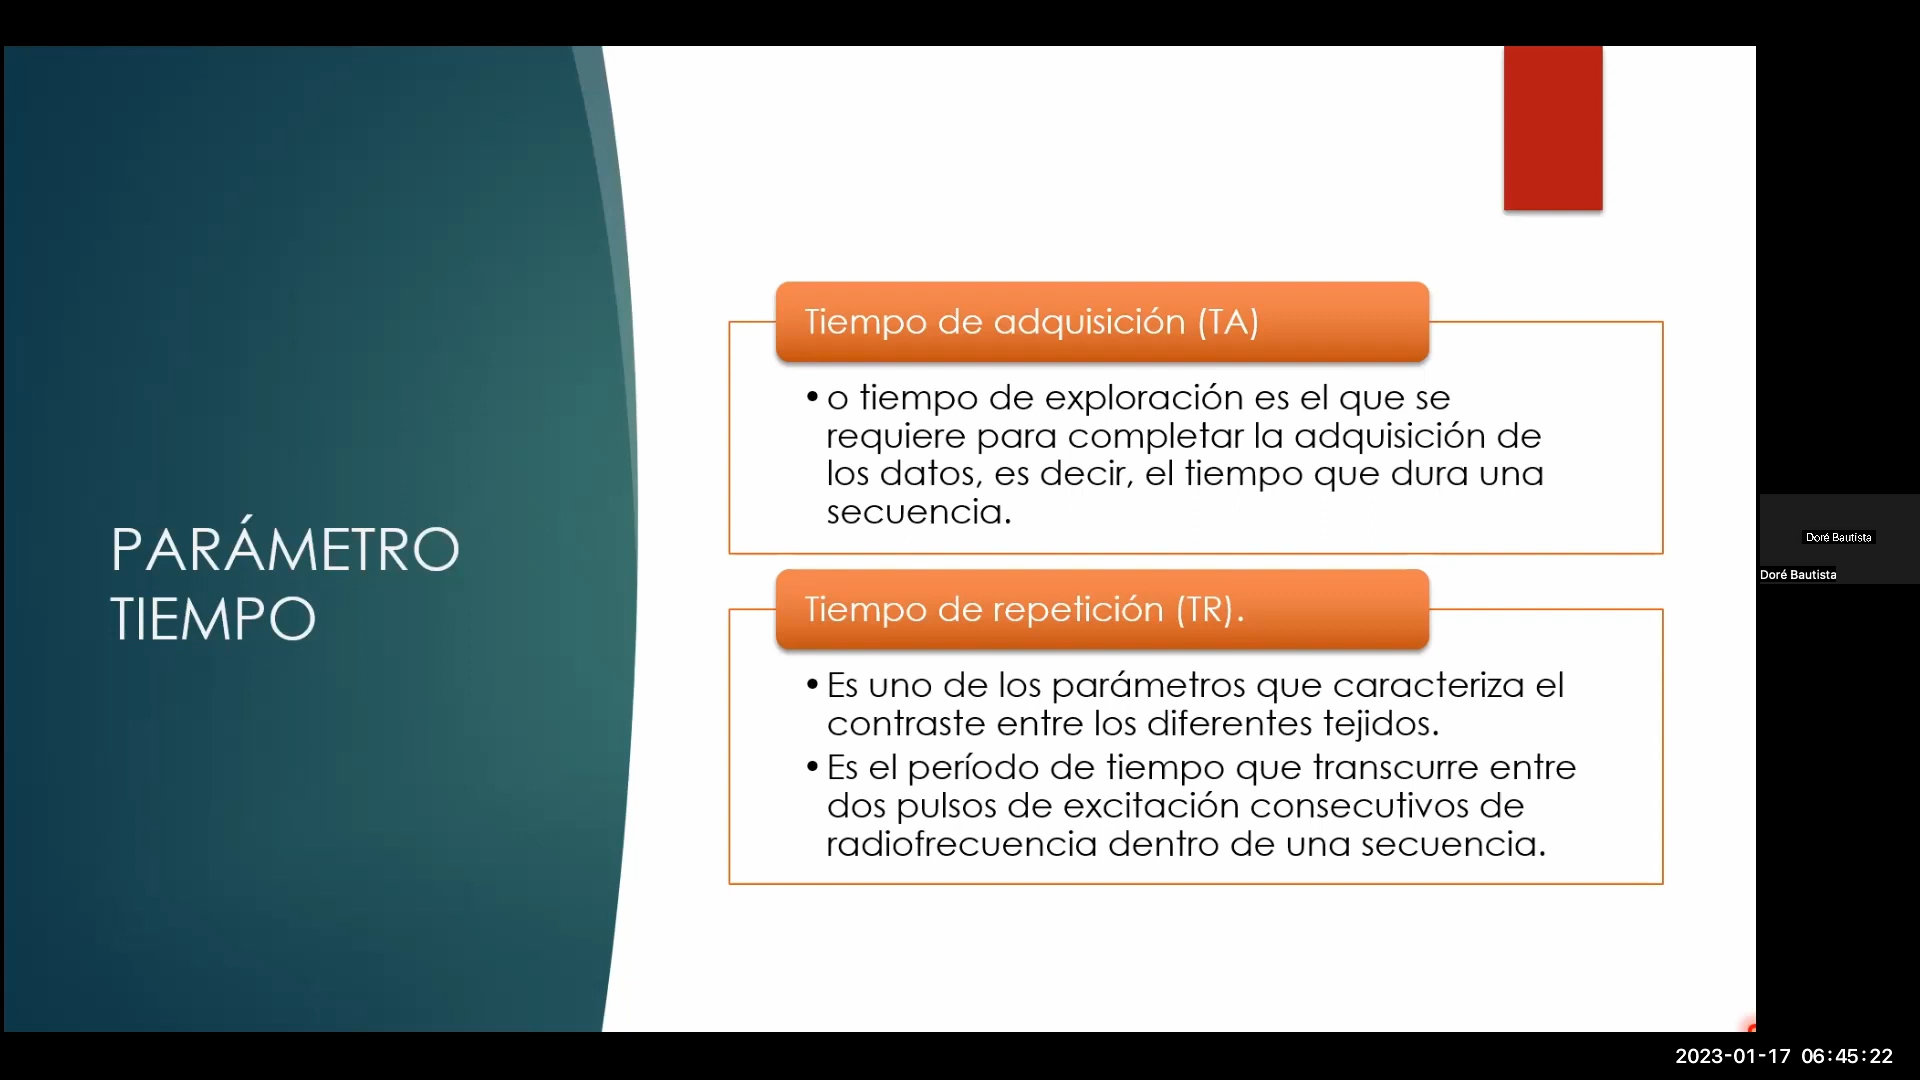 PARÁMETRO
TIEMPO
Tiempo de adquisición (TA)
• o tiempo de exploración es el que se
requiere para completar la adquisición de
los datos, es decir, el tiempo que dura una
secuencia.
Tiempo de repetición (TR).
• Es uno de los parámetros que caracteriza el
contraste entre los diferentes tejidos.
• Es el período de tiempo que transcurre entre
dos pulsos de excitación consecutivos de
radiofrecuencia dentro de una secuencia.
Doré Bautista
Doré Bautista
2023-01-17 06:45:22